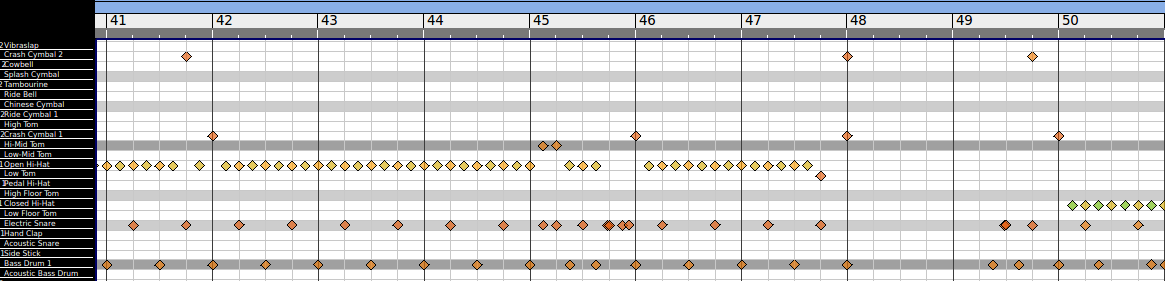 41 42 43 44 45 46 47 48 49 50
2 Vibraslap
Crash Cymbal 2
2 Cowbell
Splash Cymbal
2 Tambourine
Ride Bell
Chinese Cymbal
2 Ride Cymbal 1
High Tom
2 Crash Cymbal 1
Hi-Mid Tom
Low-Mid Tom
1 Open Hi-Hat
Low Tom
1 Pedal Hi-Hat
High Floor Tom
1 Closed Hi-Hat
Low Floor Tom
Electric Snare
1 Hand Clap
Acoustic Snare
1 Side Stick
Bass Drum 1
Acoustic Bass Drum